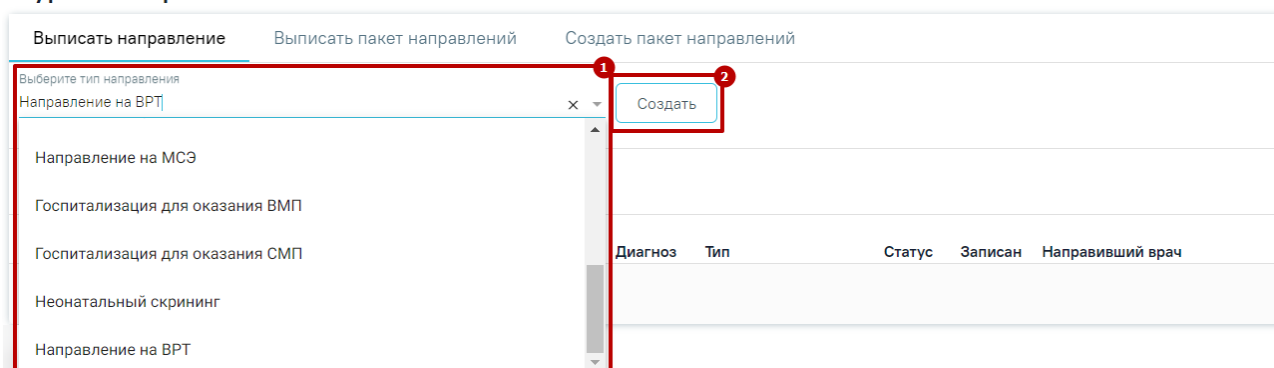 Выписать направление Выписать пакет направлений Создать пакет направлений
Выберите тип направления
1
2
Направление на ВРТ
Создать
Направление на МСЭ
Госпитализация для оказания ВМП
Госпитализация для оказания СМП
Диагноз Тип Статус Записан Направивший врач
Неонатальный скрининг
Направление на ВРТ